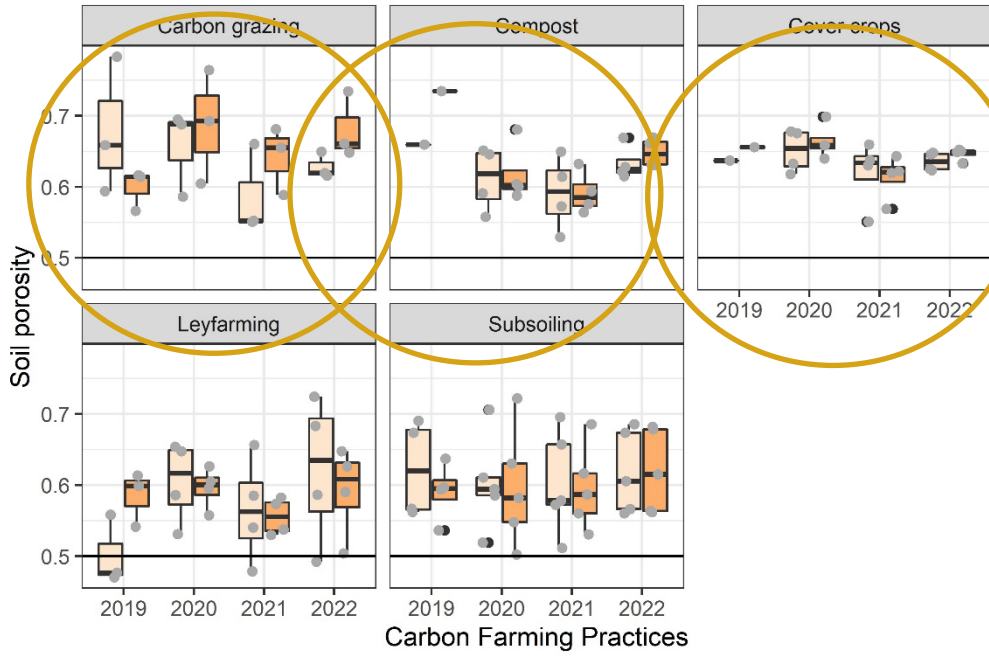 Carbon grazing
Compost
Cover crops
0.7
0.6
0.5
2019 2020 2021 2022
Leyfarming
Subsoiling
Soil porosity
0.7
0.6
0.5
2019 2020 2021 2022
2019 2020 2021 2022
Carbon Farming Practices